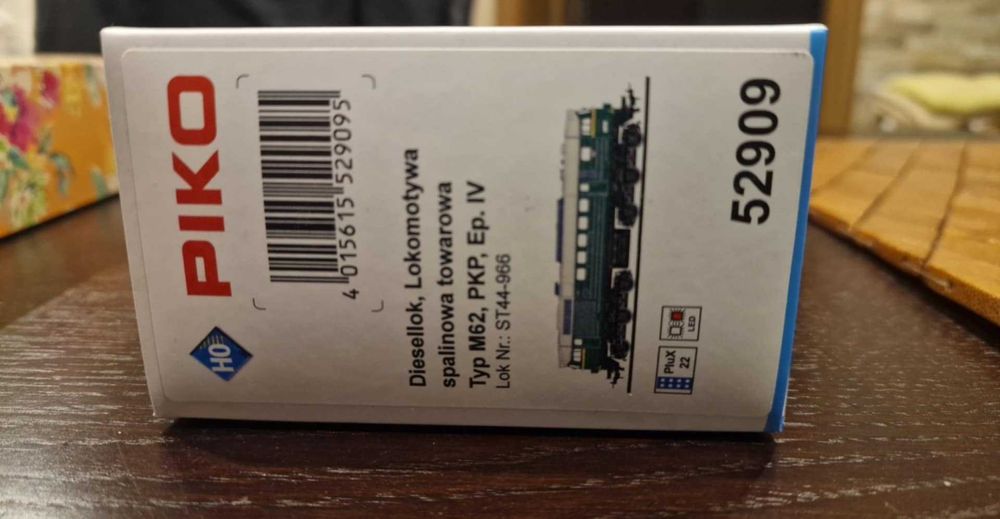 H0
PIKO
4 015615 529095
Diesellok, Lokomotywa
spalinowa towarowa
Typ M62, PKP, Ep. IV
Lok Nr.: ST44-966
PluX
22
LED
52909